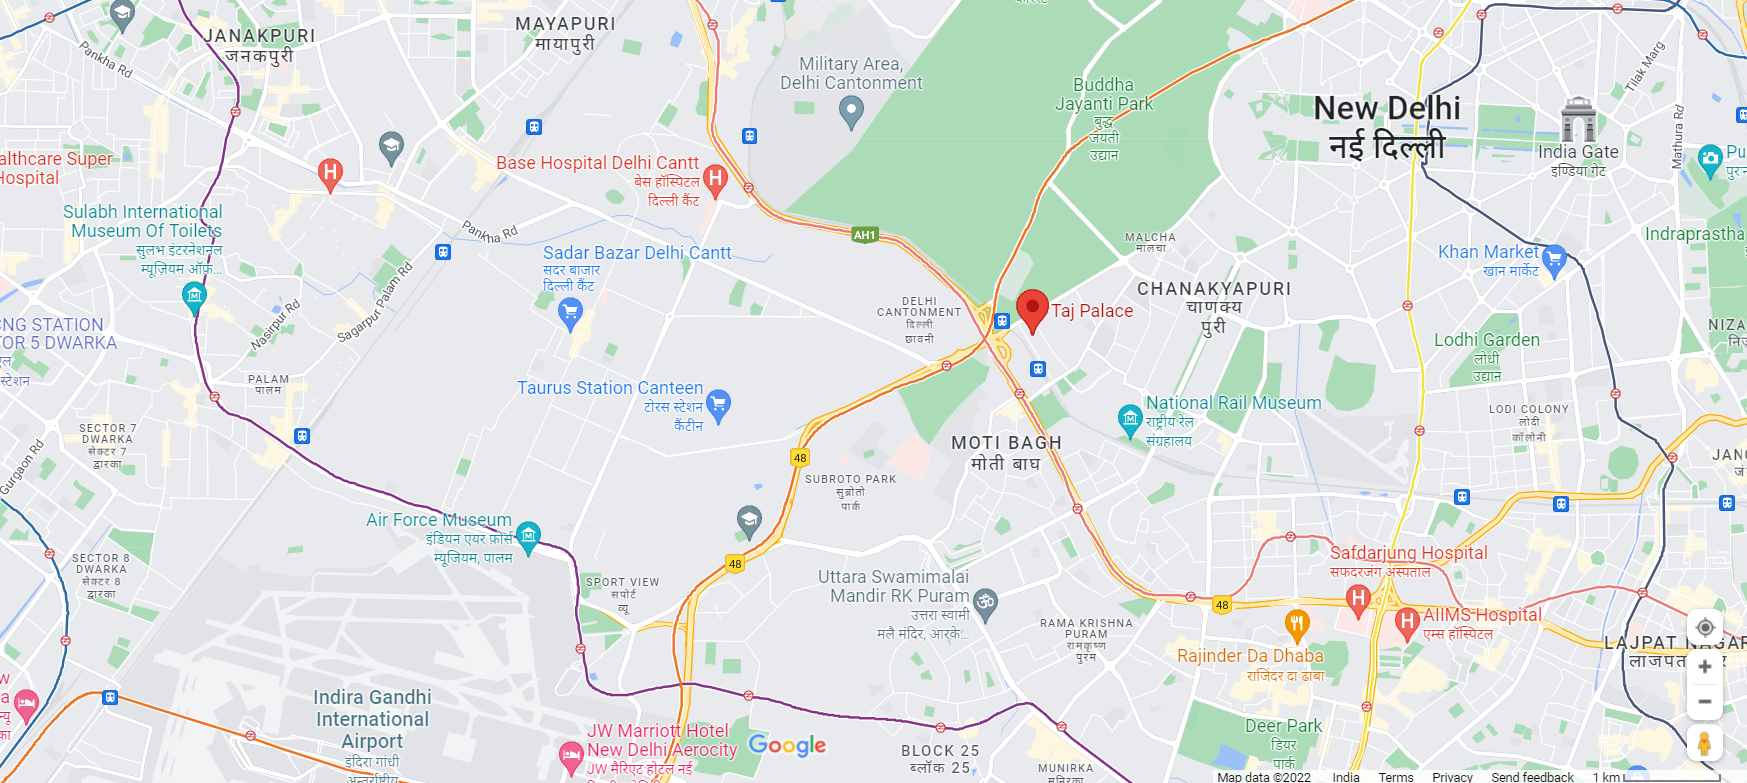 JANAKPURI
जनकपुरी
MAYAPURI
मायापुरी
Pankha Rd
Military Area,
Delhi Cantonment
Buddha
Jayanti Park
बुद्ध
जयंती
उद्यान
New Delhi
नई दिल्ली
Tilak Marg
Mathura Rd
India Gate
इण्डिया गेट
althcare Super
Hospital
Base Hospital Delhi Cantt
बेस हॉस्पिटल
दिल्ली कैंट
Sulabh International
Museum Of Toilets
सुलभ इंटरनेशनल
म्यूज़ियम ऑफ़...
Pankha Rd
AH1
Sadar Bazar Delhi Cantt
सदर बाजार
दिल्ली कैंट
MALCHA
मालचा
Khan Market
खान मार्केट
Indraprastha
Nasirpur Rd
Sagarpur Palam Rd
CHANAKYAPURI
चाणक्य
पुरी
DELHI
CANTONMENT
दिल्ली
छावनी
Taj Palace
CNG STATION
TOR 5 DWARKA
स्टेशन
NIZA
Lodhi Garden
लोधी
उद्यान
PALAM
पालम
Taurus Station Canteen
टोरस स्टेशन
कैंटीन
National Rail Museum
राष्ट्रीय रेल
संग्रहालय
LODI COLONY
लोदी
कॉलोनी
SECTOR 7
DWARKA
सेक्टर 7
द्वारका
Gurgaon Rd
MOTI BAGH
मोती बाघ
48
SUBROTO PARK
सुब्रोतो
पार्क
Air Force Museum
इंडियन एयर फ़ोर्स
म्यूजियम, पालम
SECTOR 8
DWARKA
सेक्टर 8
द्वारका
48
SPORT VIEW
स्पोर्ट
व्यू
Uttara Swamimalai
Mandir RK Puram
उत्तरा स्वामी
मलै मंदिर, आर्के...
RAMA KRISHNA
PURAM
रामकृष्ण
पुरम
48
Safdarjung Hospital
सफदरजंग अस्पताल
AIIMS Hospital
एम्स हॉस्पिटल
Rajinder Da Dhaba
राजिंदर दा ढाबा
LAJPAT NAGAR
Indira Gandhi
International
Airport
इंदिरा गांधी
अन्तर्राष्ट्रीय
JW Marriott Hotel
New Delhi Aerocity
JW मैरिएट होटल नई
Google
Deer Park
डियर
पार्क
BLOCK 25
ब्लॉक 25
MUNIRKA
मुनिरका
Map data ©2022 India Terms Privacy Send feedback 1 km